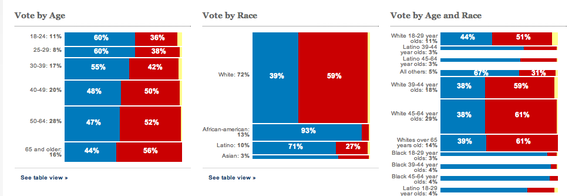 Vote by Age
18-24: 11% 60% 36%
25-29: 8% 60% 38%
30-39: 17% 55% 42%
40-49: 20% 48% 50%
50-64: 28% 47% 52%
65 and older: 16% 44% 56%
See table view »
Vote by Race
White: 72% 39% 59%
African-american: 13% 93%
Latino: 10% 71% 27%
Asian: 3%
See table view »
Vote by Age and Race
White 18-29 year olds: 11% 44% 51%
Latino 39-44 year olds: 3%
Latino 45-64 year olds: 3%
All others: 5% 67% 31%
White 39-44 year olds: 18% 38% 59%
White 45-64 year olds: 29% 38% 61%
Whites over 65 years old: 14% 39% 61%
Black 18-29 year olds: 3%
Black 39-44 year olds: 4%
Black 45-64 year olds: 4%
Latino 18-29 year olds: 4%